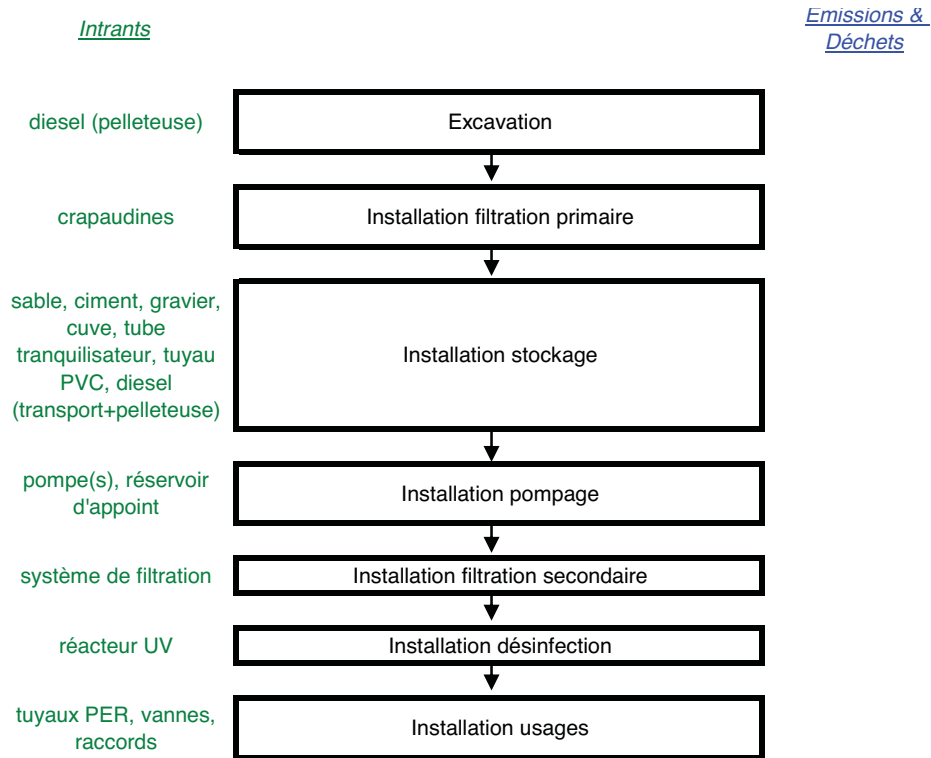 Intrants
Emissions &
Déchets
diesel (pelleteuse)
Excavation
crapaudines
Installation filtration primaire
sable, ciment, gravier,
cuve, tube
tranquilisateur, tuyau
PVC, diesel
(transport+pelleteuse)
Installation stockage
pompe(s), réservoir
d'appoint
Installation pompage
système de filtration
Installation filtration secondaire
réacteur UV
Installation désinfection
tuyaux PER, vannes,
raccords
Installation usages